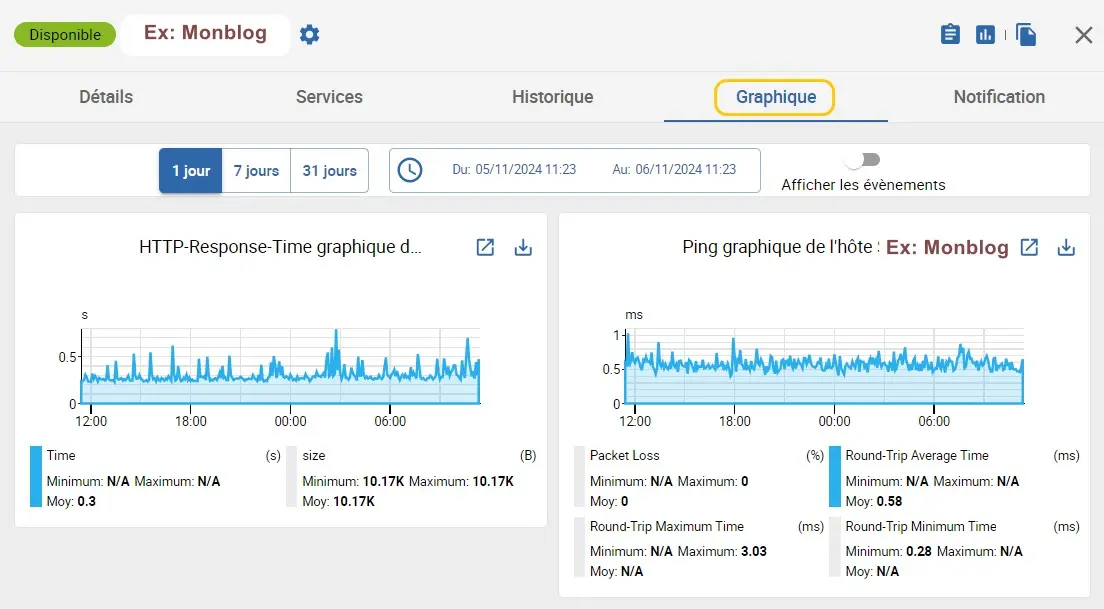 Disponible Ex: Monblog
Détails Services Historique Graphique Notification
1 jour 7 jours 31 jours Du: 05/11/2024 11:23 Au: 06/11/2024 11:23
Afficher les évènements
HTTP-Response-Time graphique d...
s
0.5
0
12:00 18:00 00:00 06:00
Time (s)
Minimum: N/A Maximum: N/A
Moy: 0.3
size (B)
Minimum: 10.17K Maximum: 10.17K
Moy: 10.17K
Ping graphique de l'hôte Ex: Monblog
ms
1
0.5
0
12:00 18:00 00:00 06:00
Packet Loss (%)
Minimum: N/A Maximum: 0
Moy: 0
Round-Trip Average Time (ms)
Minimum: N/A Maximum: N/A
Moy: 0.58
Round-Trip Maximum Time (ms)
Minimum: N/A Maximum: 3.03
Moy: N/A
Round-Trip Minimum Time (ms)
Minimum: 0.28 Maximum: N/A
Moy: N/A